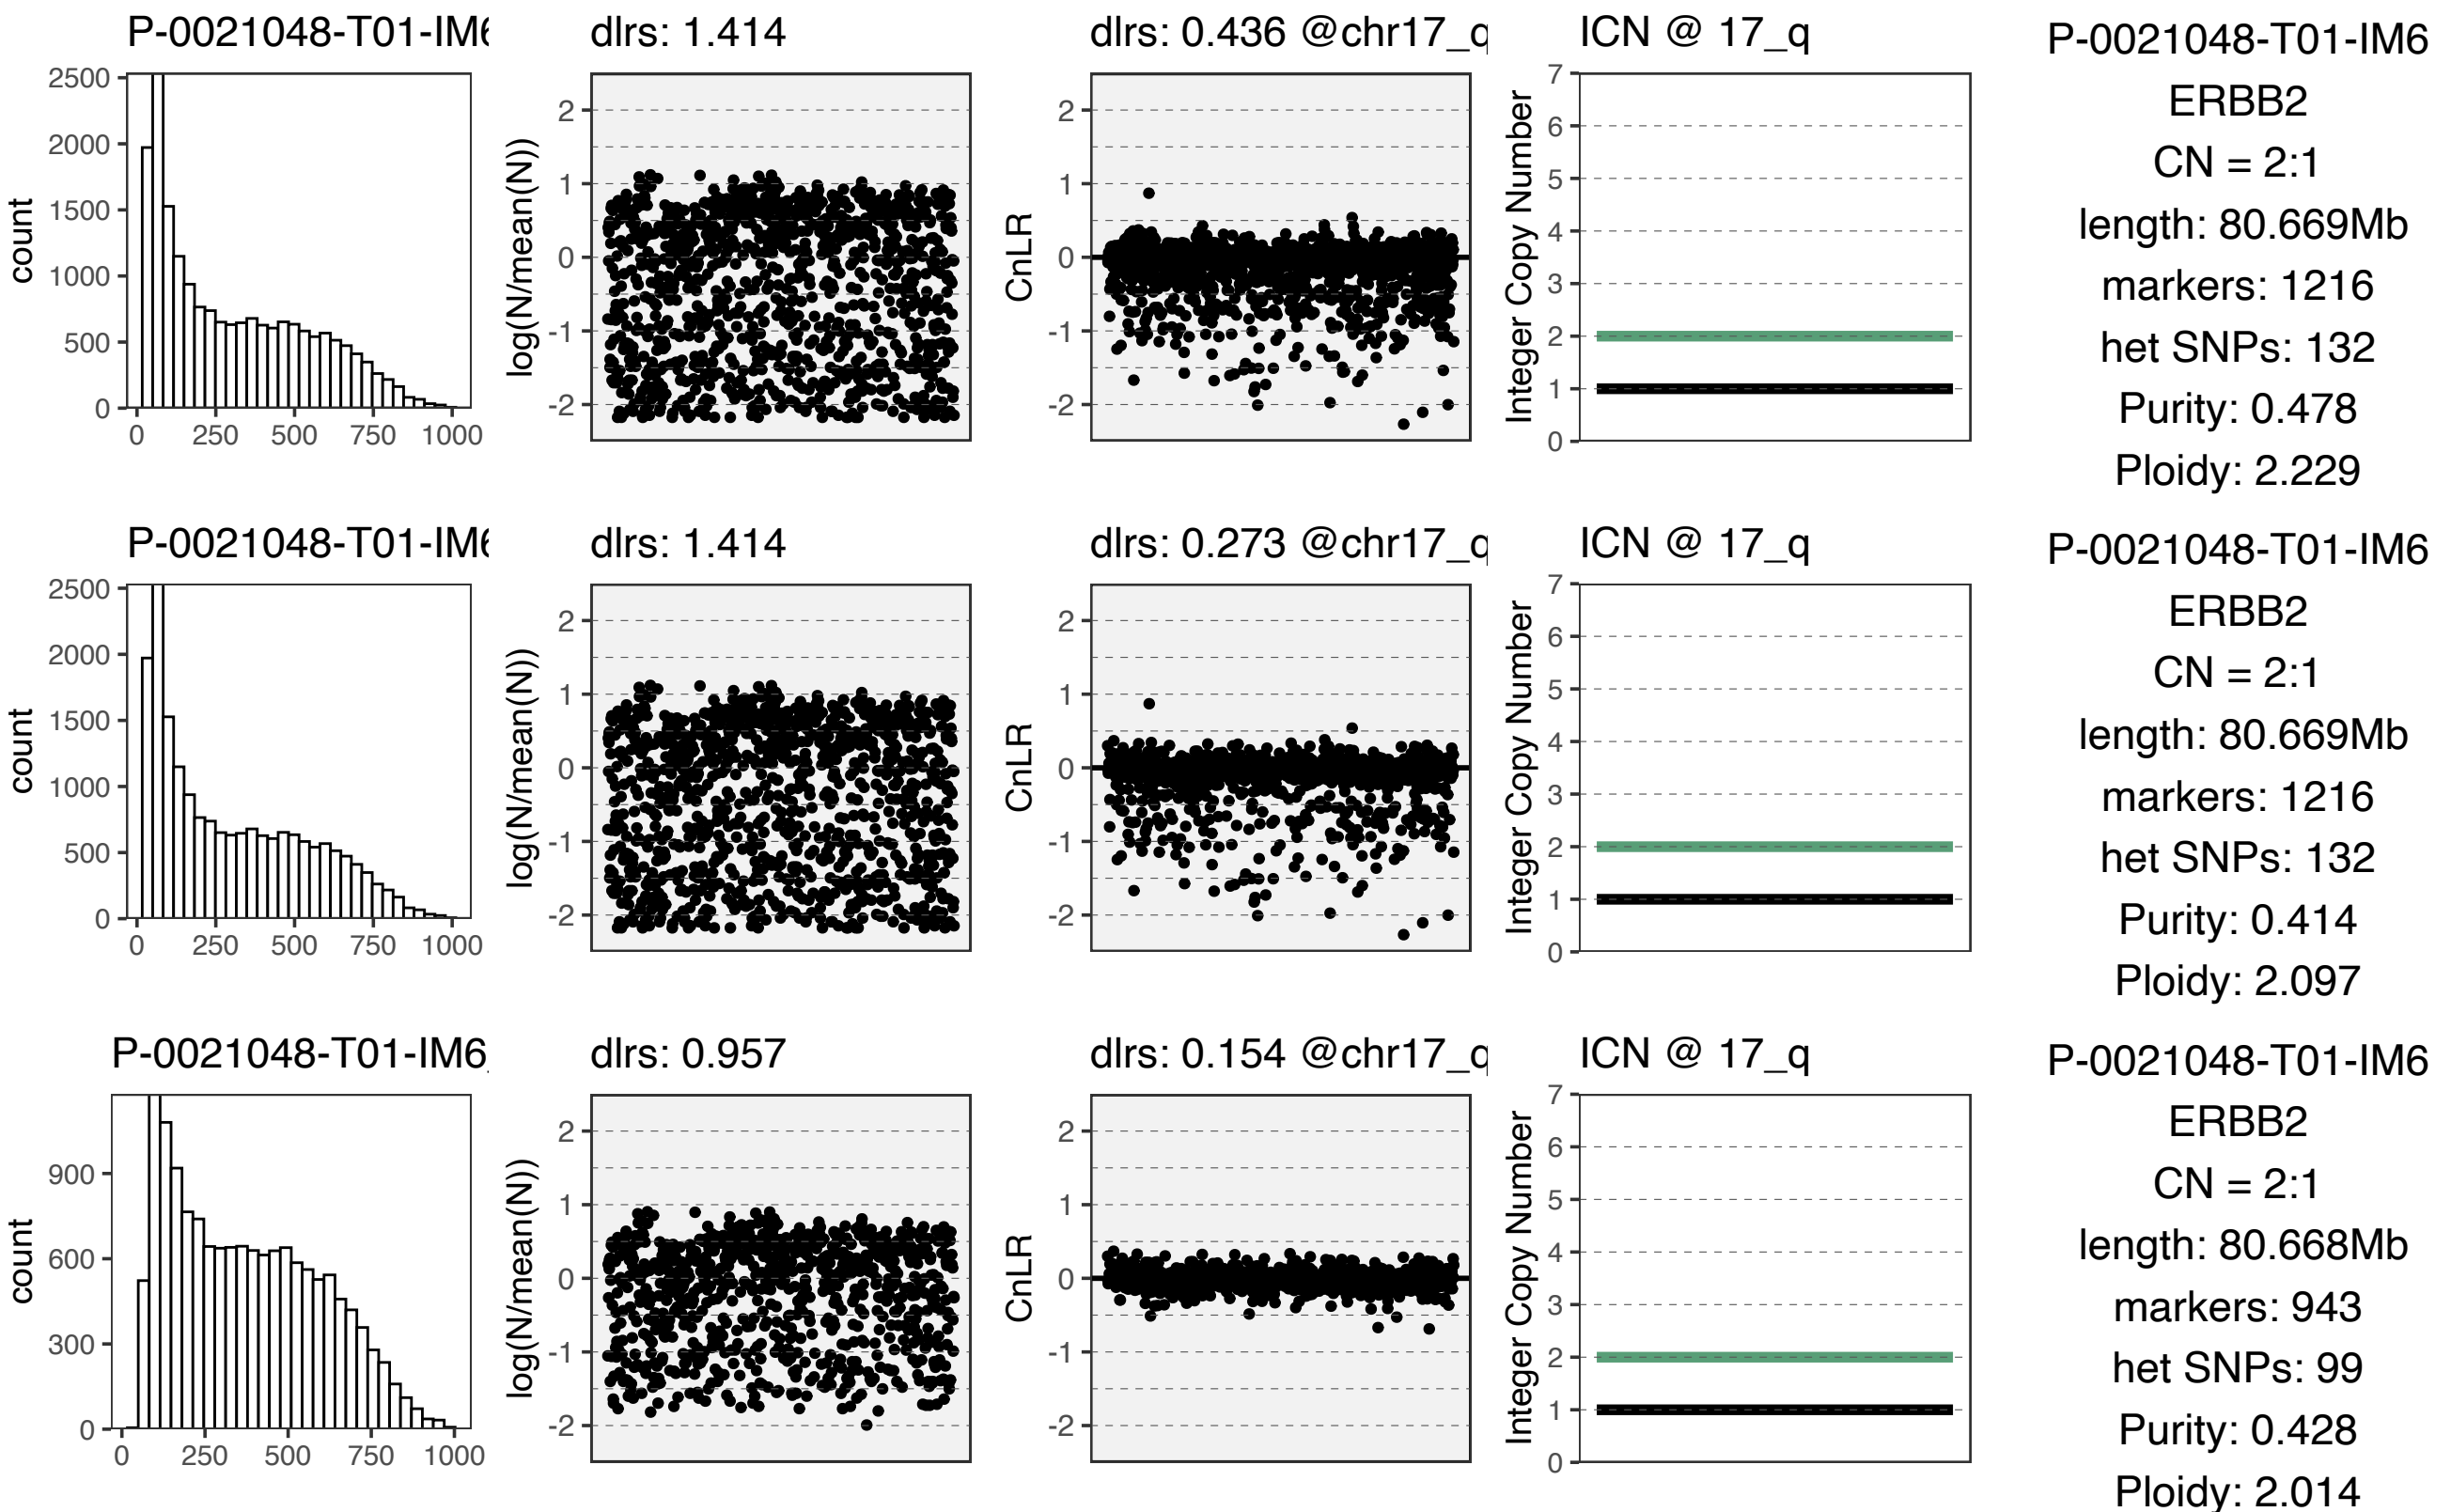 P-0021048-T01-IM6
dlrs: 1.414
dlrs: 0.436 @chr17_q
ICN @ 17_q
count
2500
2000
1500
1000
500
0
0 250 500 750 1000
log(N/mean(N))
2
1
0
-1
-2
CnLR
2
1
0
-1
-2
Integer Copy Number
7
6
5
4
3
2
1
0
P-0021048-T01-IM6
ERBB2
CN = 2:1
length: 80.669Mb
markers: 1216
het SNPs: 132
Purity: 0.478
Ploidy: 2.229
P-0021048-T01-IM6
dlrs: 1.414
dlrs: 0.273 @chr17_q
ICN @ 17_q
count
2500
2000
1500
1000
500
0
0 250 500 750 1000
log(N/mean(N))
2
1
0
-1
-2
CnLR
2
1
0
-1
-2
Integer Copy Number
7
6
5
4
3
2
1
0
P-0021048-T01-IM6
ERBB2
CN = 2:1
length: 80.669Mb
markers: 1216
het SNPs: 132
Purity: 0.414
Ploidy: 2.097
P-0021048-T01-IM6_
dlrs: 0.957
dlrs: 0.154 @chr17_q
ICN @ 17_q
count
900
600
300
0
0 250 500 750 1000
log(N/mean(N))
2
1
0
-1
-2
CnLR
2
1
0
-1
-2
Integer Copy Number
7
6
5
4
3
2
1
0
P-0021048-T01-IM6
ERBB2
CN = 2:1
length: 80.668Mb
markers: 943
het SNPs: 99
Purity: 0.428
Ploidy: 2.014